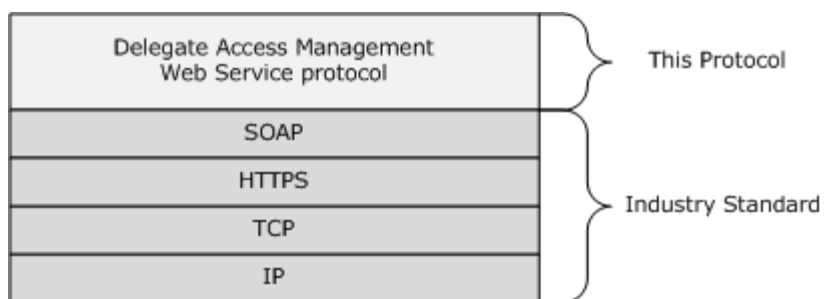 Delegate Access Management
Web Service protocol
This Protocol
SOAP
HTTPS
TCP
IP
Industry Standard